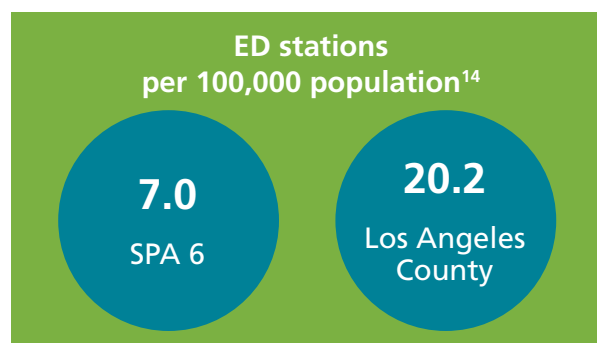 ED stations
per 100,000 population¹⁴
7.0
SPA 6
20.2
Los Angeles
County